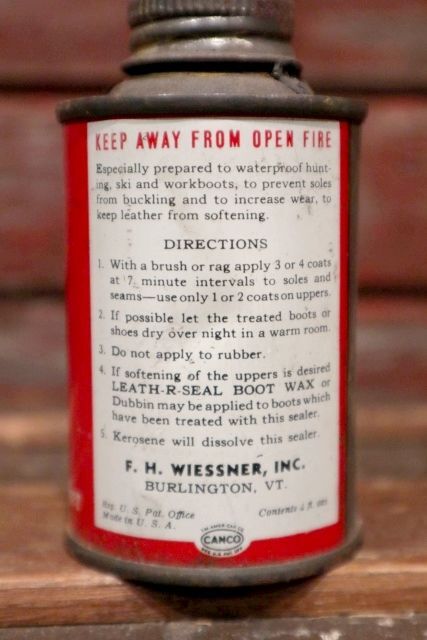 KEEP AWAY FROM OPEN FIRE
Especially prepared to waterproof hunt-
ing, ski and workboots, to prevent soles
from buckling and to increase wear, to
keep leather from softening.
DIRECTIONS
1. With a brush or rag apply 3 or 4 coats
at 7 minute intervals to soles and
seams—use only 1 or 2 coats on uppers.
2. If possible let the treated boots or
shoes dry over night in a warm room.
3. Do not apply to rubber.
4. If softening of the uppers is desired
LEATH-R-SEAL BOOT WAX or
Dubbin may be applied to boots which
have been treated with this sealer.
5. Kerosene will dissolve this sealer.
F. H. WIESSNER, INC.
BURLINGTON, VT.
Reg. U. S. Pat. Office
Made in U. S. A.
Contents 4 fl. ozs.
CANCO